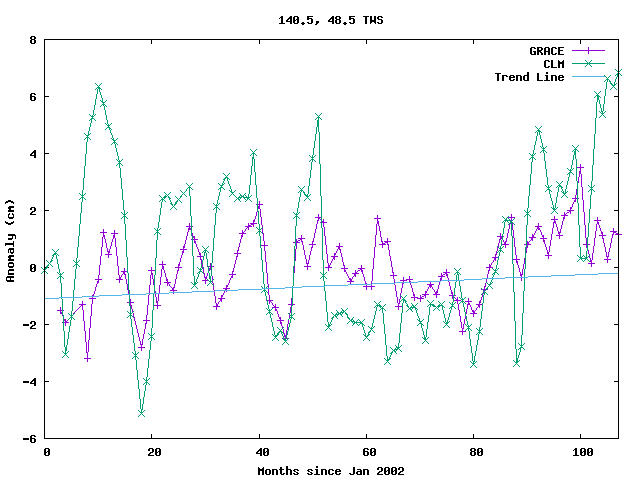 140.5, 48.5 TWS
GRACE
CLM
Trend Line
8
6
4
2
0
-2
-4
-6
Anomaly (cm)
0 20 40 60 80 100
Months since Jan 2002